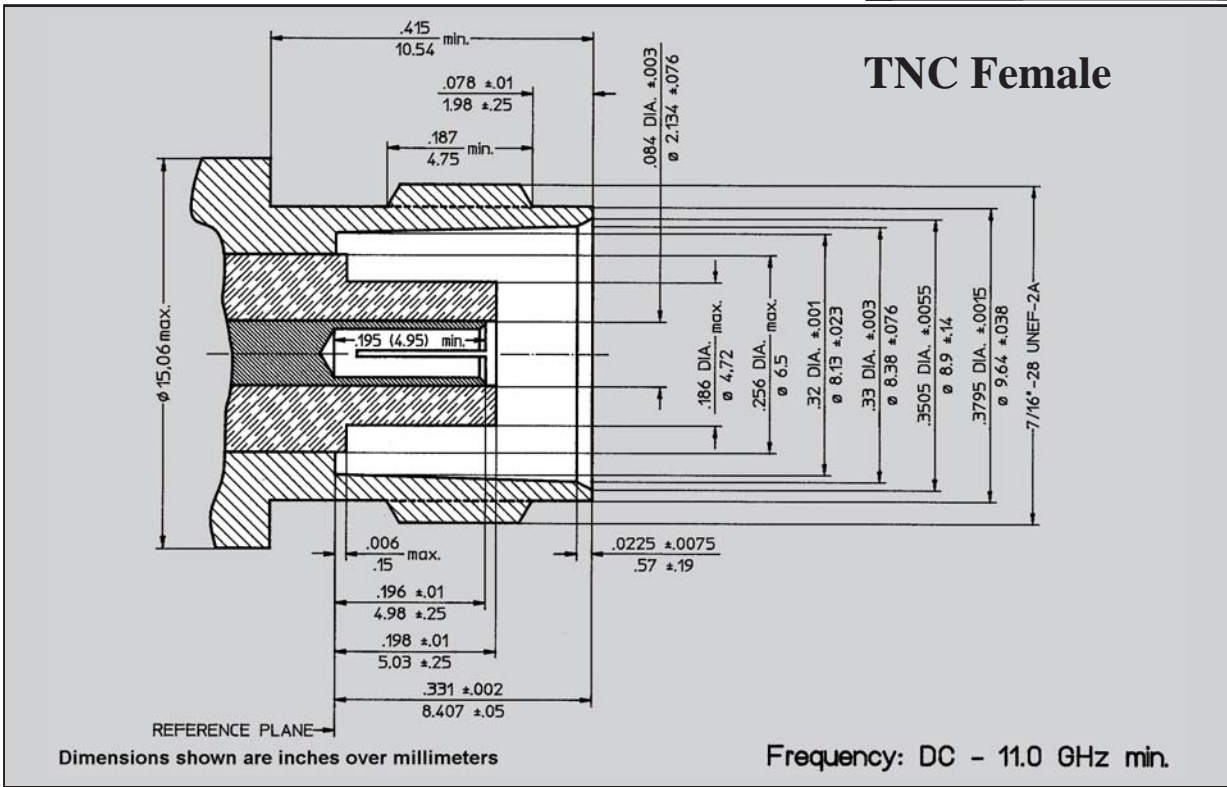 TNC Female
.415
10.54
min.
.078 ±.01
1.98 ±.25
.187
4.75
min.
.084 DIA. ±.003
ø 2.134 ±.076
ø 15,06 max.
.195 (4.95) min.
.186 DIA.
ø 4,72
max.
.256 DIA.
ø 6.5
max.
.32 DIA. ±.001
ø 8.13 ±.023
.33 DIA. ±.003
ø 8.38 ±.076
.3505 DIA. ±.0055
ø 8.9 ±.14
.3795 DIA. ±.0015
ø 9.64 ±.038
7/16"-28 UNEF-2A
.006
.15
max.
.0225 ±.0075
.57 ±.19
.196 ±.01
4.98 ±.25
.198 ±.01
5.03 ±.25
.331 ±.002
8.407 ±.05
REFERENCE PLANE
Dimensions shown are inches over millimeters
Frequency: DC - 11.0 GHz min.